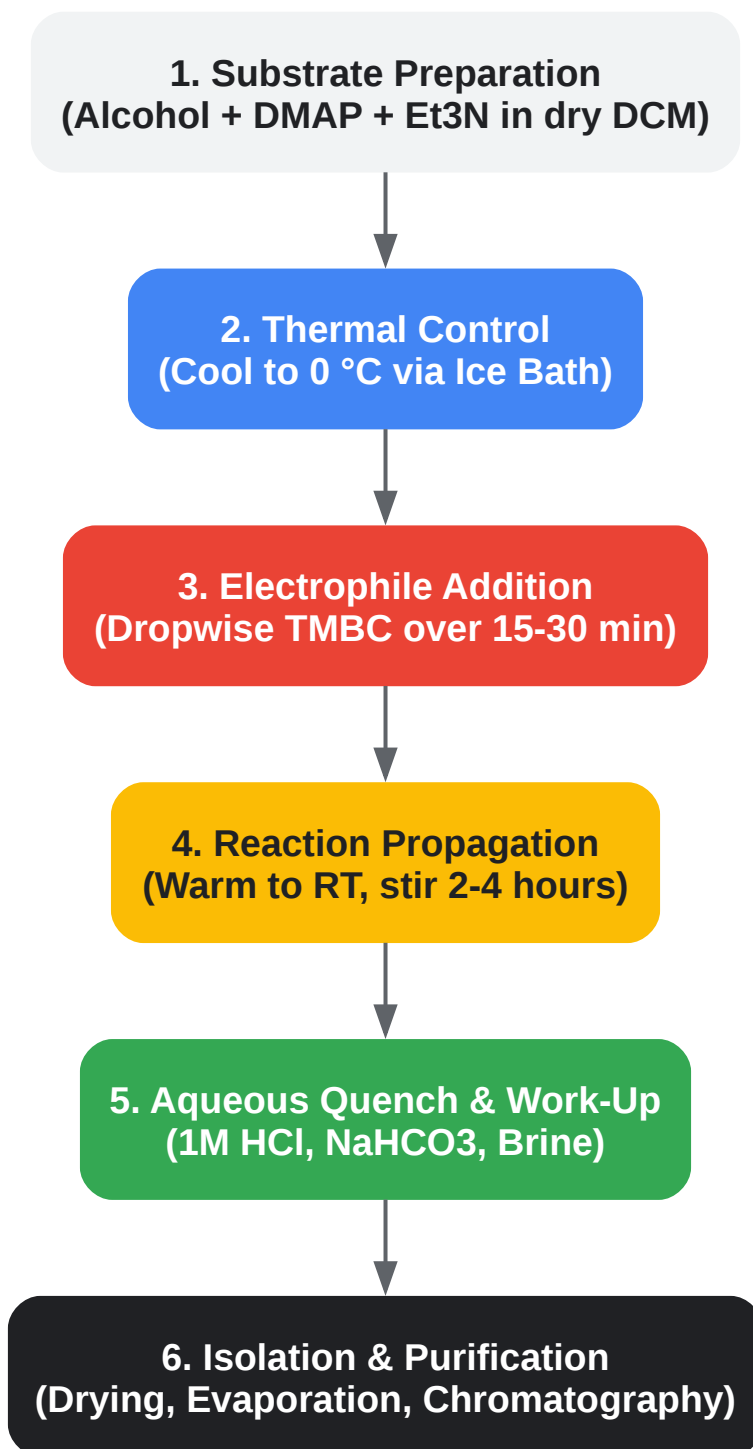 1. Substrate Preparation
(Alcohol + DMAP + Et3N in dry DCM)
2. Thermal Control
(Cool to 0 °C via Ice Bath)
3. Electrophile Addition
(Dropwise TMBC over 15-30 min)
4. Reaction Propagation
(Warm to RT, stir 2-4 hours)
5. Aqueous Quench & Work-Up
(1M HCl, NaHCO3, Brine)
6. Isolation & Purification
(Drying, Evaporation, Chromatography)